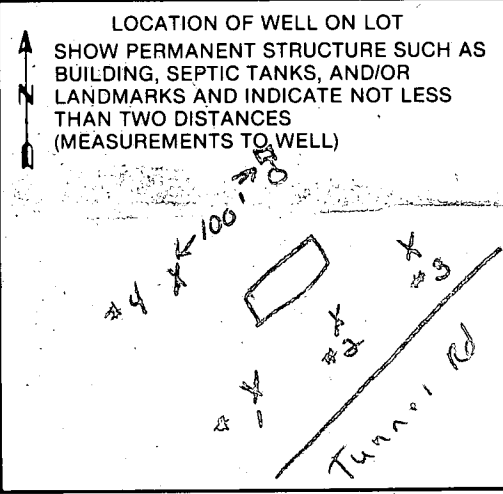 LOCATION OF WELL ON LOT
SHOW PERMANENT STRUCTURE SUCH AS
BUILDING, SEPTIC TANKS, AND/OR
LANDMARKS AND INDICATE NOT LESS
THAN TWO DISTANCES
(MEASUREMENTS TO WELL)
N
100'
#4 X
X #3
X #2
X #1
Tunnel Rd